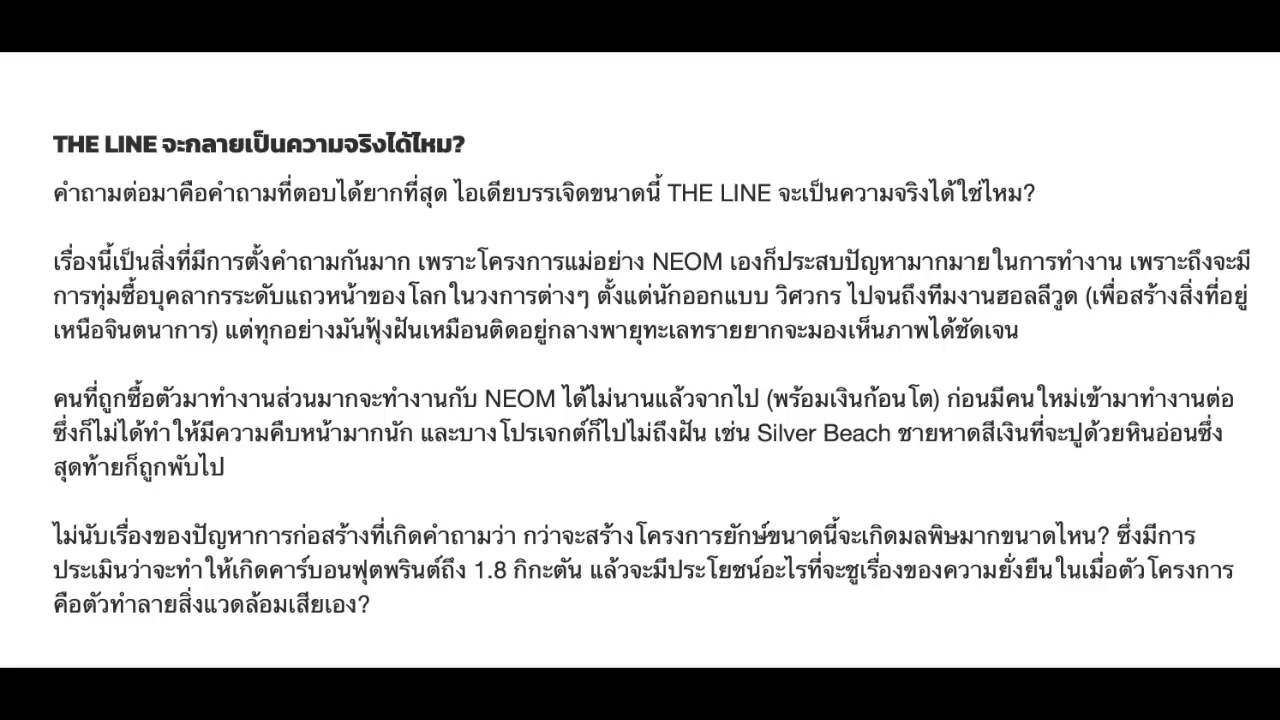 THE LINE จะกลายเป็นความจริงได้ไหม?
คำถามต่อมาคือคำถามที่ตอบได้ยากที่สุด ไอเดียบรรเจิดขนาดนี้ THE LINE จะเป็นความจริงได้ใช่ไหม?
เรื่องนี้เป็นสิ่งที่มีการตั้งคำถามกันมาก เพราะโครงการแม่อย่าง NEOM เองก็ประสบปัญหามากมายในการทำงาน เพราะถึงจะมี
การทุ่มซื้อบุคลากรระดับแถวหน้าของโลกในวงการต่างๆ ตั้งแต่นักออกแบบ วิศวกร ไปจนถึงทีมงานฮอลลีวูด (เพื่อสร้างสิ่งที่อยู่
เหนือจินตนาการ) แต่ทุกอย่างมันฟุ้งฝันเหมือนติดอยู่กลางพายุทะเลทรายยากจะมองเห็นภาพได้ชัดเจน
คนที่ถูกซื้อตัวมาทำงานส่วนมากจะทำงานกับ NEOM ได้ไม่นานแล้วจากไป (พร้อมเงินก้อนโต) ก่อนมีคนใหม่เข้ามาทำงานต่อ
ซึ่งก็ไม่ได้ทำให้มีความคืบหน้ามากนัก และบางโปรเจกต์ก็ไปไม่ถึงฝัน เช่น Silver Beach ชายหาดสีเงินที่จะปูด้วยหินอ่อนซึ่ง
สุดท้ายก็ถูกพับไป
ไม่นับเรื่องของปัญหาการก่อสร้างที่เกิดคำถามว่า กว่าจะสร้างโครงการยักษ์ขนาดนี้จะเกิดมลพิษมากขนาดไหน? ซึ่งมีการ
ประเมินว่าจะทำให้เกิดคาร์บอนฟุตพรินต์ถึง 1.8 กิกะตัน แล้วจะมีประโยชน์อะไรที่จะชูเรื่องของความยั่งยืนในเมื่อตัวโครงการ
คือตัวทำลายสิ่งแวดล้อมเสียเอง?